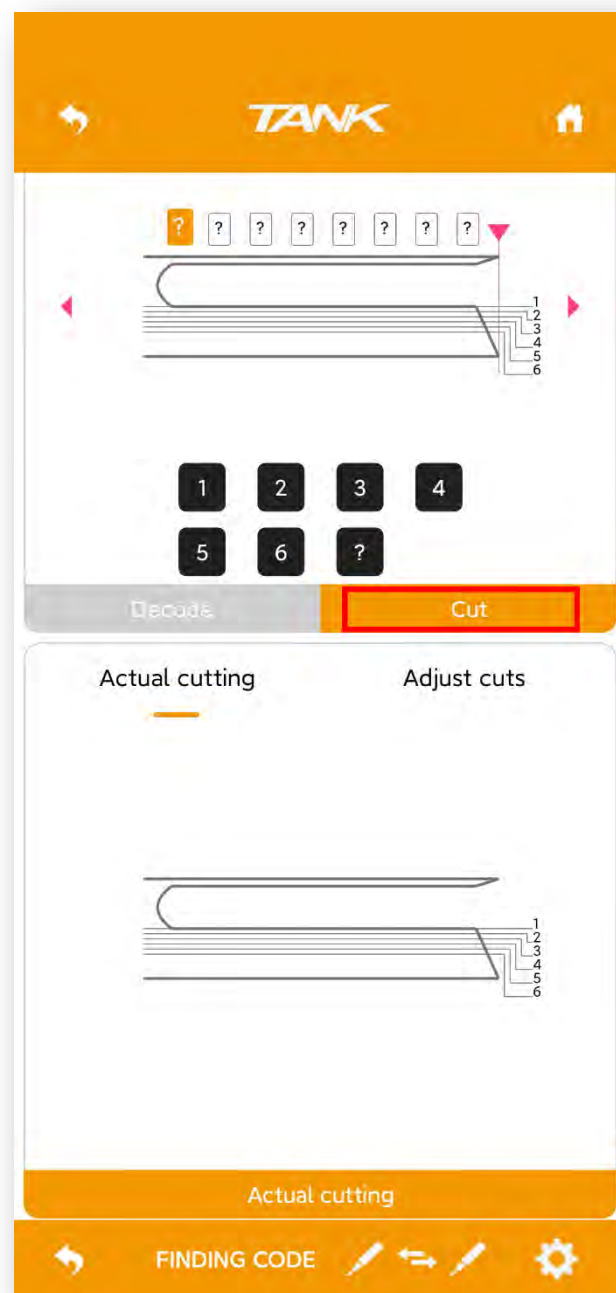 TANK
? ? ? ? ? ? ? ?
1
2
3
4
5
6
1 2 3 4
5 6 ?
Decode Cut
Actual cutting Adjust cuts
1
2
3
4
5
6
Actual cutting
FINDING CODE